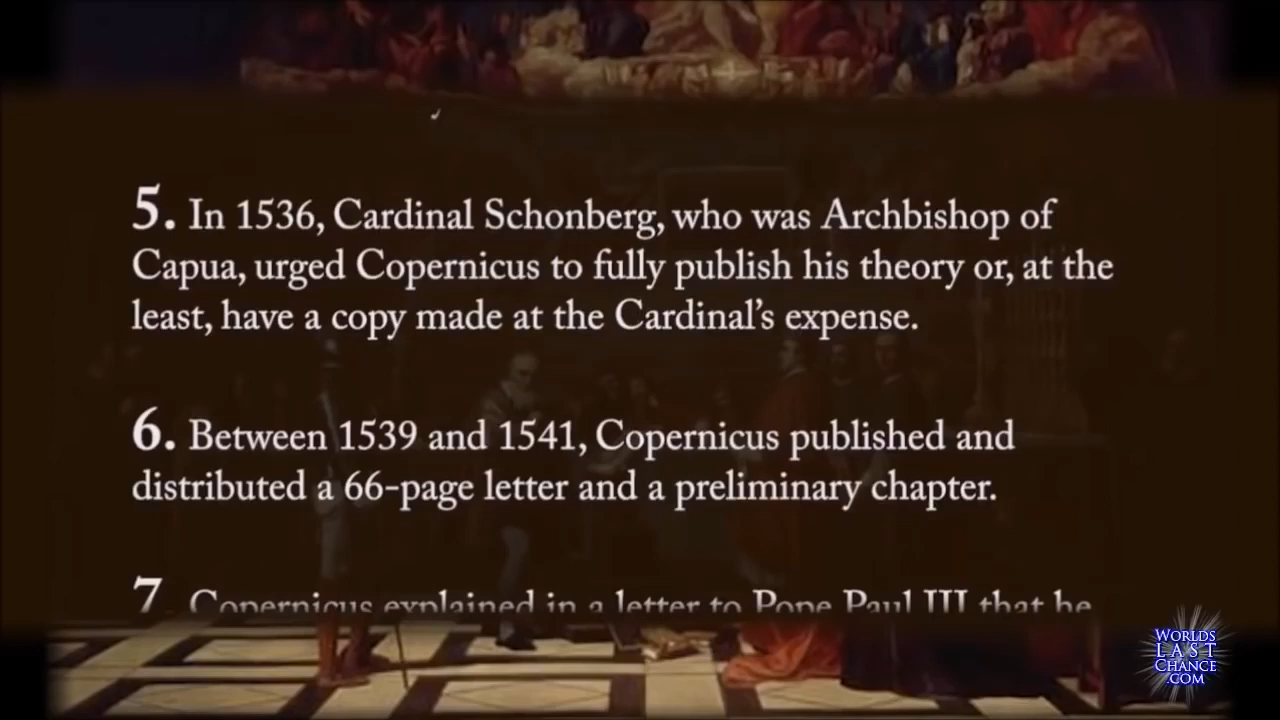 5. In 1536, Cardinal Schonberg, who was Archbishop of
Capua, urged Copernicus to fully publish his theory or, at the
least, have a copy made at the Cardinal's expense.
6. Between 1539 and 1541, Copernicus published and
distributed a 66-page letter and a preliminary chapter.
7 Copernicus explained in a letter to Pope Paul III that he
WORLDS
LAST
CHANCE
.COM